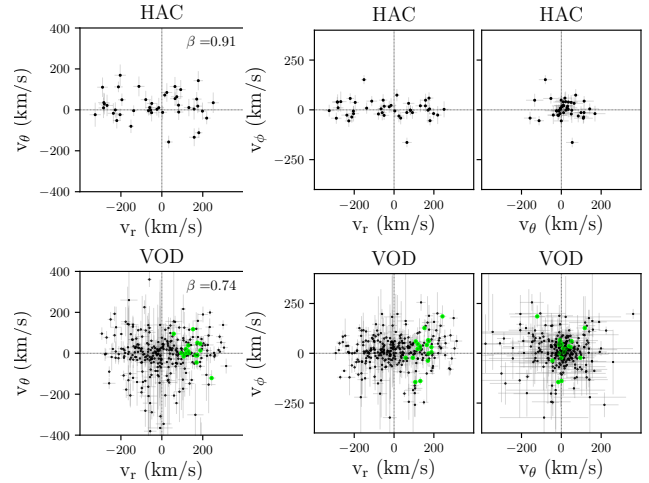 HAC
HAC
HAC
β =0.91
400
200
0
−200
−400
v_θ (km/s)
−200
0
200
v_r (km/s)
250
0
−250
v_ϕ (km/s)
−200
0
200
v_r (km/s)
−200
0
200
v_θ (km/s)
VOD
VOD
VOD
β =0.74
400
200
0
−200
−400
v_θ (km/s)
−200
0
200
v_r (km/s)
250
0
−250
v_ϕ (km/s)
−200
0
200
v_r (km/s)
−200
0
200
v_θ (km/s)